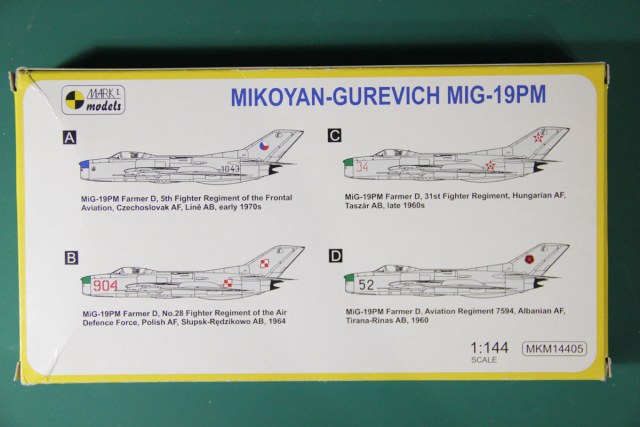 MARK I
models
MIKOYAN-GUREVICH MIG-19PM
A
1043
MiG-19PM Farmer D, 5th Fighter Regiment of the Frontal
Aviation, Czechoslovak AF, Líně AB, early 1970s
B
904
MiG-19PM Farmer D, No.28 Fighter Regiment of the Air
Defence Force, Polish AF, Słupsk-Rędzikowo AB, 1964
C
34
MiG-19PM Farmer D, 31st Fighter Regiment, Hungarian AF,
Taszár AB, late 1960s
D
52
MiG-19PM Farmer D, Aviation Regiment 7594, Albanian AF,
Tirana-Rinas AB, 1960
1:144
SCALE
MKM14405